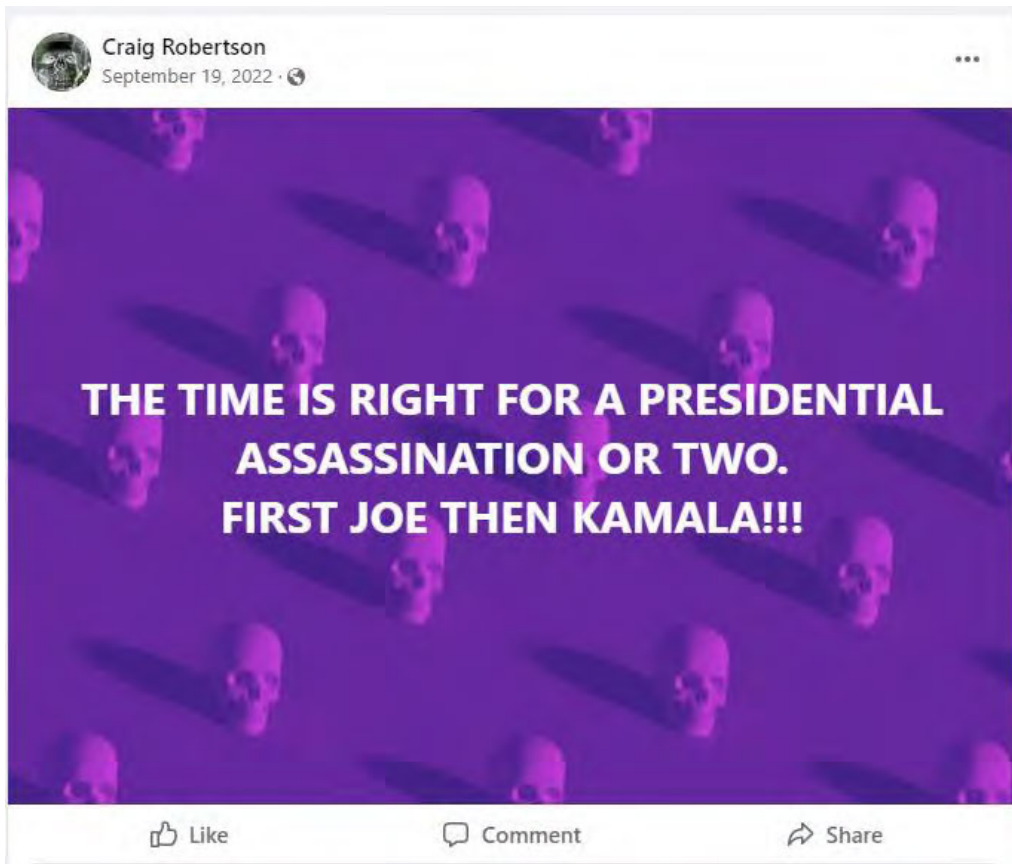 Craig Robertson
September 19, 2022 ·
THE TIME IS RIGHT FOR A PRESIDENTIAL
ASSASSINATION OR TWO.
FIRST JOE THEN KAMALA!!!
Like Comment Share